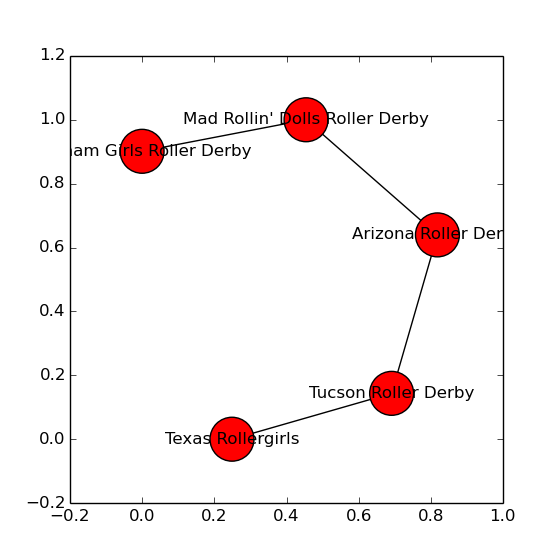 1.2
1.0
0.8
0.6
0.4
0.2
0.0
−0.2
Mad Rollin' Dolls Roller Derby
Girls Roller Derby
Arizona Roller
Tucson Roller Derby
Texas Rollergirls
−0.2 0.0 0.2 0.4 0.6 0.8 1.0